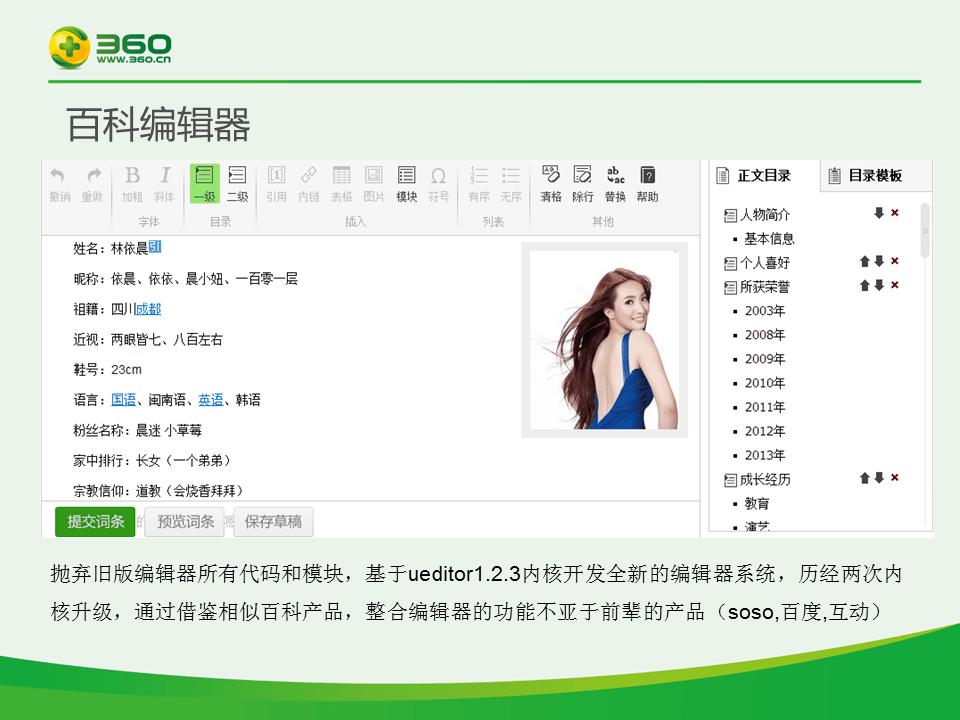 360
www.360.cn
百科编辑器
撤销 重做 加粗 斜体 一级 二级 引用 内链 表格 图片 模块 符号 有序 无序 清格 除行 替换 帮助
字体 目录 插入 列表 其他
姓名：林依晨
昵称：依晨、依依、晨小妞、一百零一层
祖籍：四川成都
近视：两眼皆七、八百左右
鞋号：23cm
语言：国语、闽南语、英语、韩语
粉丝名称：晨迷 小草莓
家中排行：长女（一个弟弟）
宗教信仰：道教（会烧香拜拜）
提交词条 预览词条 保存草稿
正文目录 目录模板
人物简介
基本信息
个人喜好
所获荣誉
2003年
2008年
2009年
2010年
2011年
2012年
2013年
成长经历
教育
演艺
抛弃旧版编辑器所有代码和模块，基于ueditor1.2.3内核开发全新的编辑器系统，历经两次内
核升级，通过借鉴相似百科产品，整合编辑器的功能不亚于前辈的产品（soso,百度,互动）